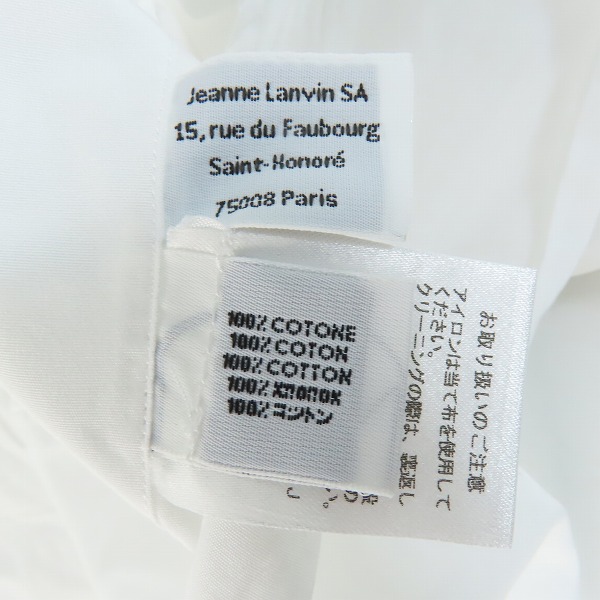 Jeanne Lanvin SA
15, rue du Faubourg
Saint-Honoré
75008 Paris
100% COTONE
100% COTON
100% COTTON
100% ХЛОПОК
100% コットン
お取り扱いのご注意
アイロンは当て布を使用して
ください。
クリーニングの際は、裏返し